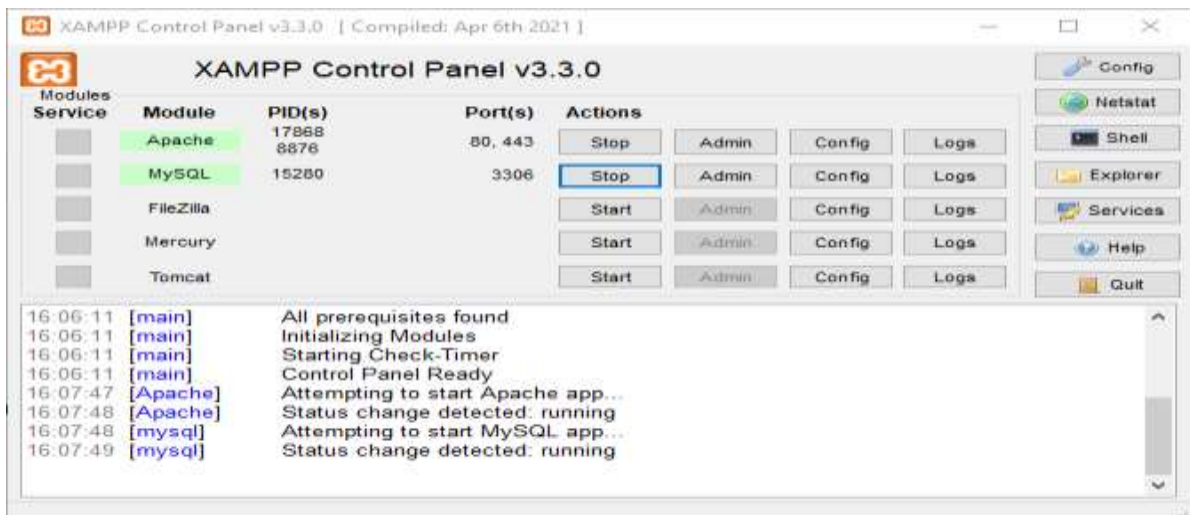 XAMPP Control Panel v3.3.0 [ Compiled: Apr 6th 2021 ]
XAMPP Control Panel v3.3.0
Modules
Service Module PID(s) Port(s) Actions
Apache 17868 8876 80, 443 Stop Admin Config Logs
MySQL 15280 3306 Stop Admin Config Logs
FileZilla Start Admin Config Logs
Mercury Start Admin Config Logs
Tomcat Start Admin Config Logs
Config
Netstat
Shell
Explorer
Services
Help
Quit
16:06:11 [main] All prerequisites found
16:06:11 [main] Initializing Modules
16:06:11 [main] Starting Check-Timer
16:06:11 [main] Control Panel Ready
16:07:47 [Apache] Attempting to start Apache app...
16:07:48 [Apache] Status change detected: running
16:07:48 [mysql] Attempting to start MySQL app...
16:07:49 [mysql] Status change detected: running